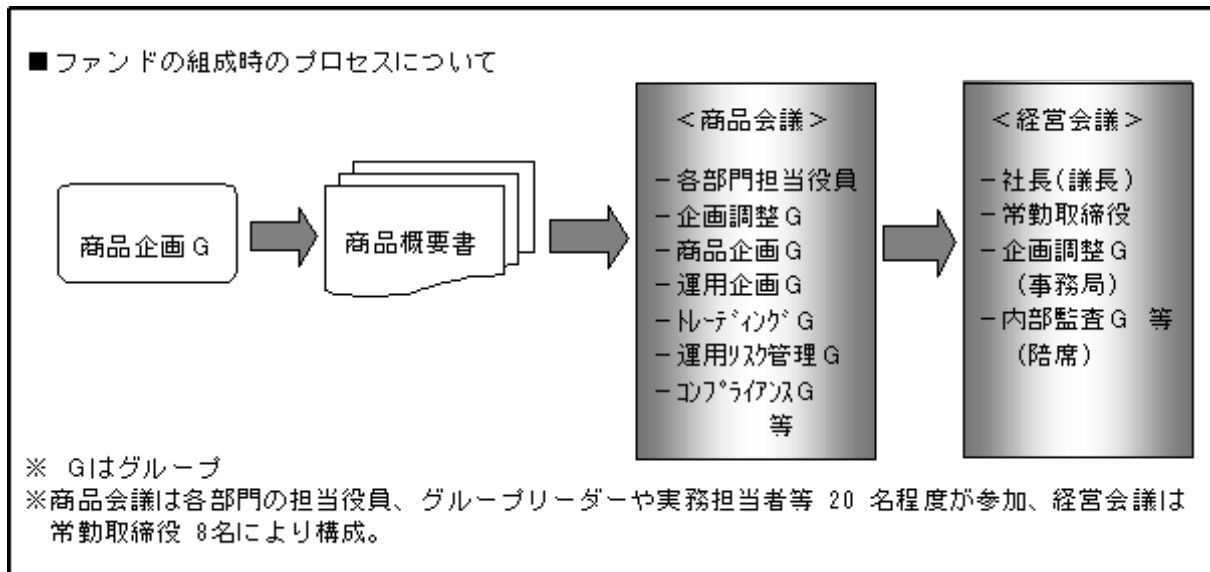 ■ファンドの組成時のプロセスについて
商品企画G
商品概要書
<商品会議>
-各部門担当役員
-企画調整G
-商品企画G
-運用企画G
-トレーディングG
-運用リスク管理G
-コンプライアンスG
等
<経営会議>
-社長(議長)
-常勤取締役
-企画調整G
(事務局)
-内部監査G 等
(陪席)
※ Gはグループ
※商品会議は各部門の担当役員、グループリーダーや実務担当者等 20 名程度が参加、経営会議は
常勤取締役 8名により構成。